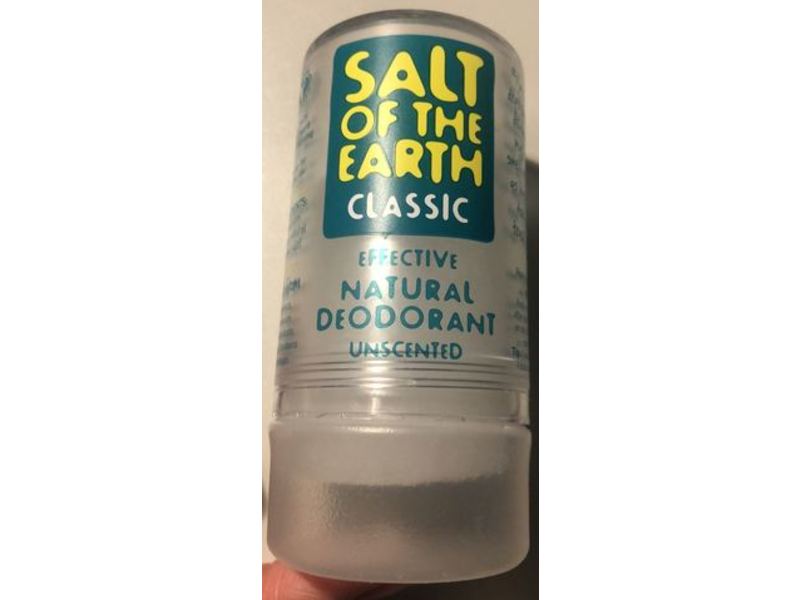 SALT
OF THE
EARTH
CLASSIC
EFFECTIVE
NATURAL
DEODORANT
UNSCENTED